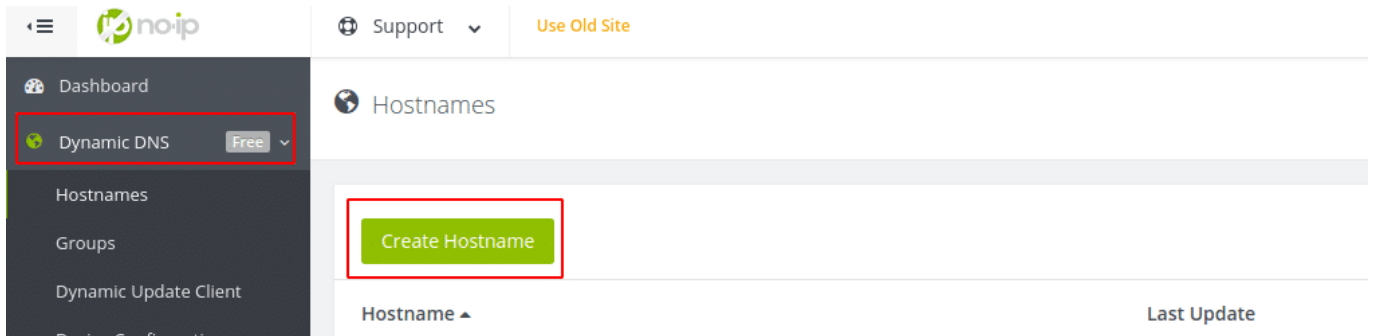 no-ip
Support
Use Old Site
Dashboard
Hostnames
Dynamic DNS
Free
Hostnames
Create Hostname
Groups
Dynamic Update Client
Hostname
Last Update